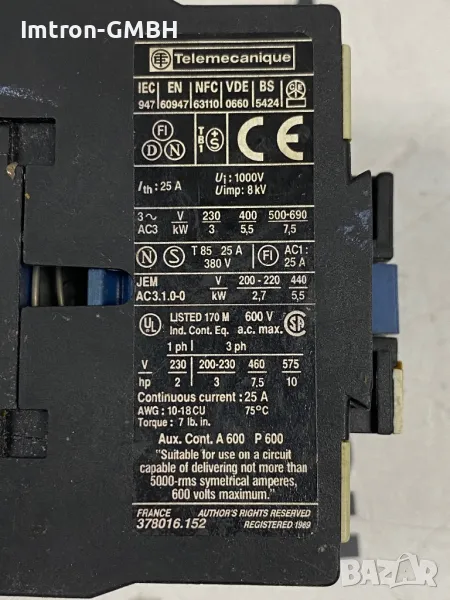 Imtron-GMBH
Telemecanique
IEC EN NFC VDE BS
947 60947 63110 0660 5424
FI
D N
TB1
S
CE
Ith : 25 A Ui : 1000V
Uimp: 8 kV
3~ V 230 400 500-690
AC3 kW 3 5,5 7,5
N S T 85 25 A FI AC1 :
380 V 25 A
JEM V 200 - 220 440
AC3.1.0-0 kW 2,7 5,5
UL LISTED 170 M 600 V SA
Ind. Cont. Eq. a.c. max.
1 ph 3 ph
V 230 200-230 460 575
hp 2 3 7.5 10
Continuous current : 25 A
AWG : 10-18 CU 75°C
Torque : 7 lb. in.
Aux. Cont. A 600 P 600
"Suitable for use on a circuit
capable of delivering not more than
5000-rms symetrical amperes,
600 volts maximum."
FRANCE AUTHOR'S RIGHTS RESERVED
378016.152 REGISTERED 1989
BAZAR